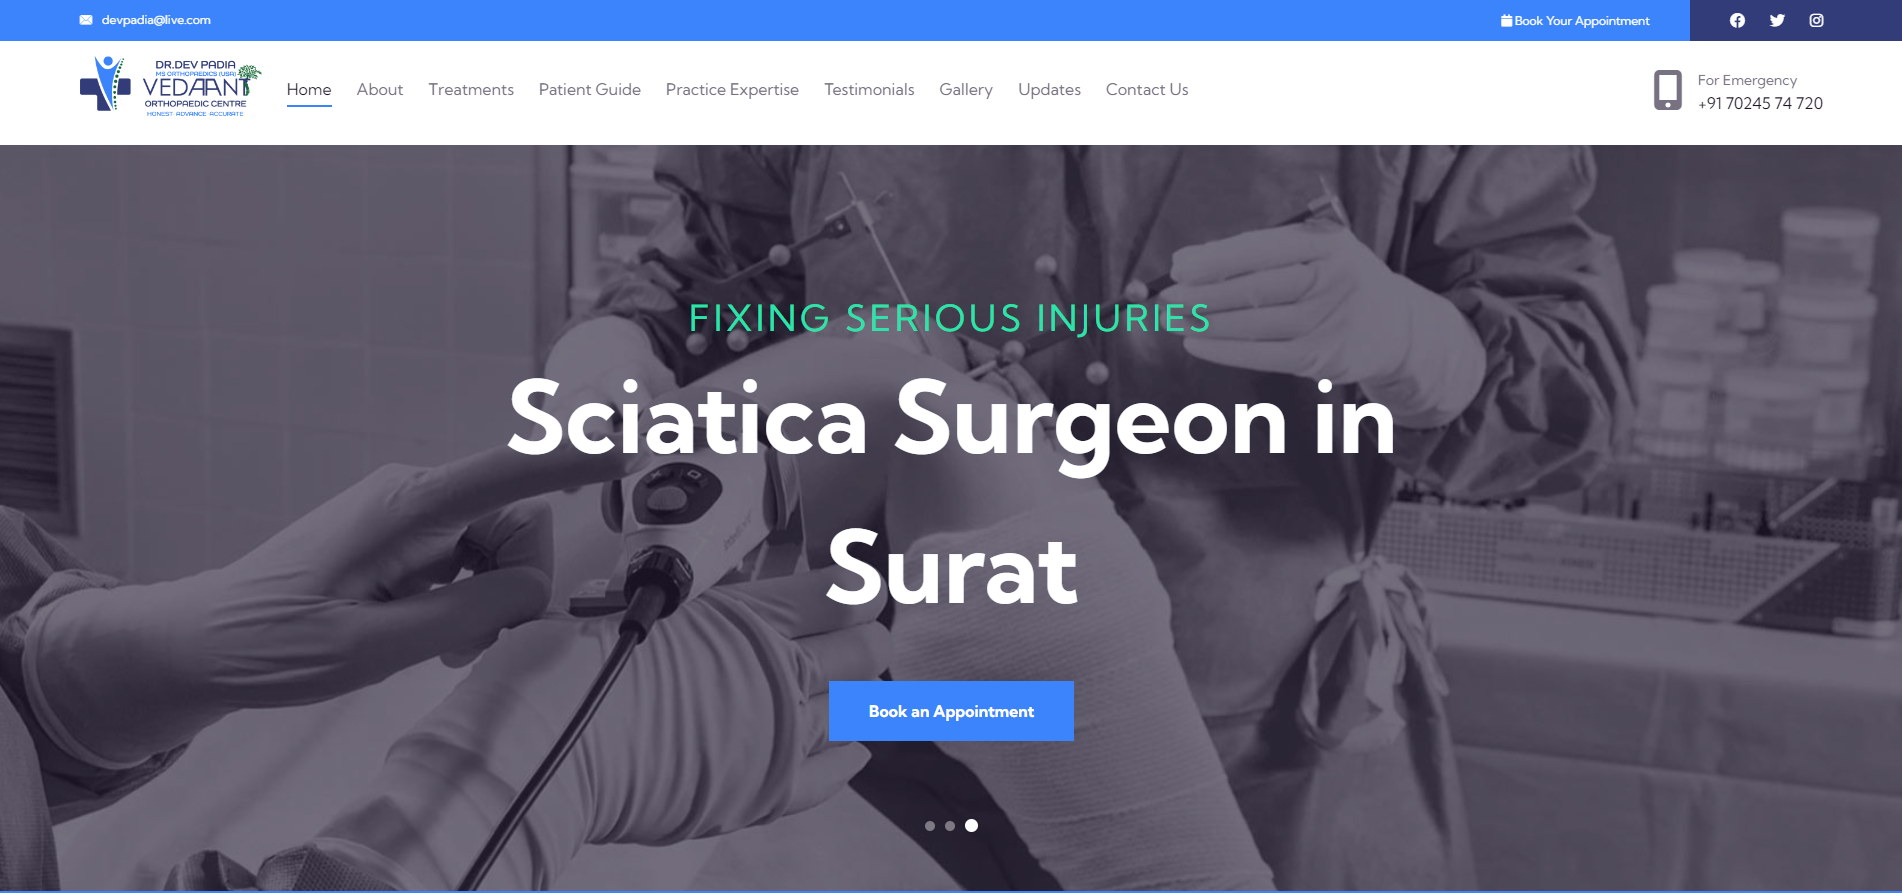 devpadia@live.com
Book Your Appointment
DR.DEV PADIA
MS ORTHOPAEDICS (USA)
VEDAANT
ORTHOPAEDIC CENTRE
HONEST ADVANCE ACCURATE
Home
About
Treatments
Patient Guide
Practice Expertise
Testimonials
Gallery
Updates
Contact Us
For Emergency
+91 70245 74 720
FIXING SERIOUS INJURIES
Sciatica Surgeon in
Surat
Book an Appointment